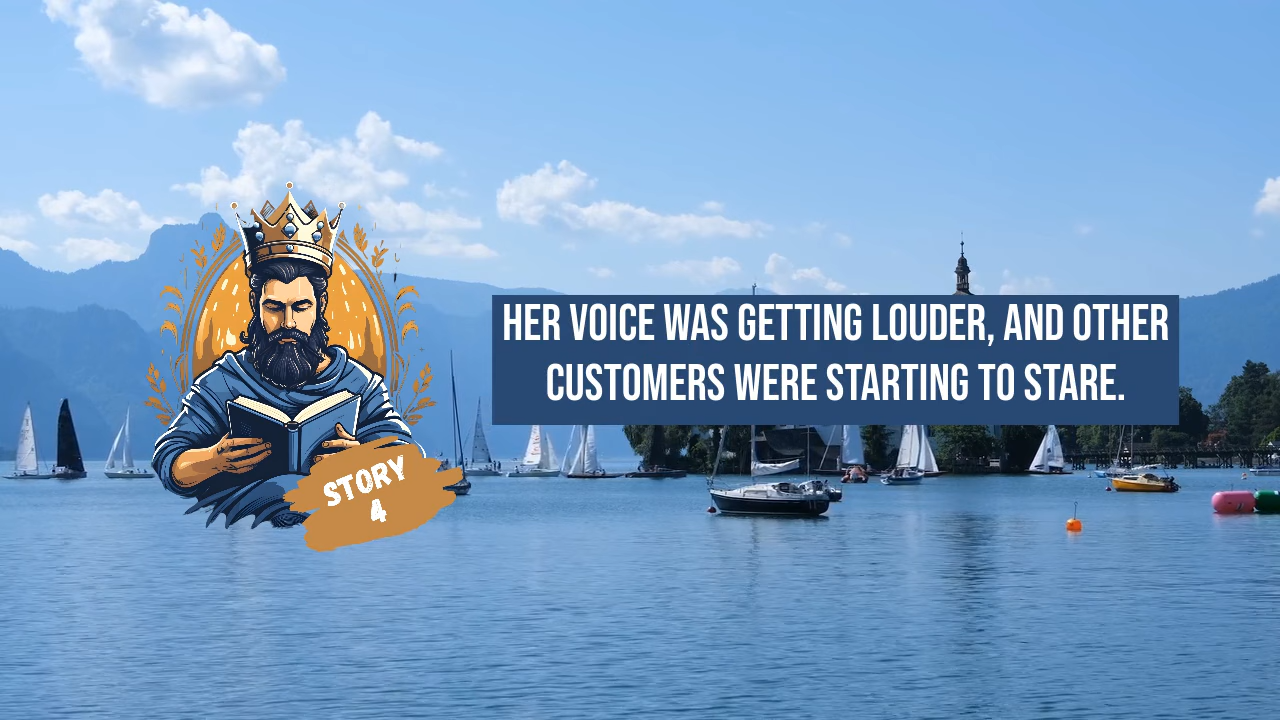 HER VOICE WAS GETTING LOUDER, AND OTHER
CUSTOMERS WERE STARTING TO STARE.
STORY
4